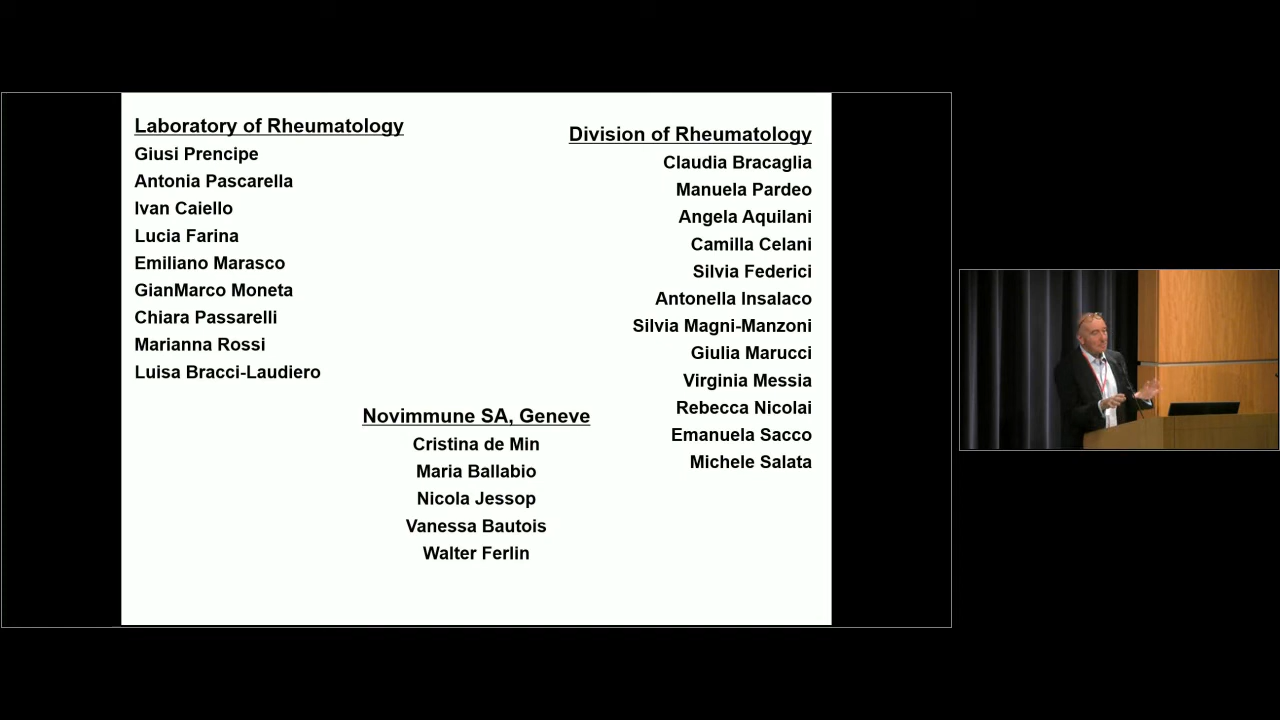 Laboratory of Rheumatology
Giusi Prencipe
Antonia Pascarella
Ivan Caiello
Lucia Farina
Emiliano Marasco
GianMarco Moneta
Chiara Passarelli
Marianna Rossi
Luisa Bracci-Laudiero
Division of Rheumatology
Claudia Bracaglia
Manuela Pardeo
Angela Aquilani
Camilla Celani
Silvia Federici
Antonella Insalaco
Silvia Magni-Manzoni
Giulia Marucci
Virginia Messia
Rebecca Nicolai
Emanuela Sacco
Michele Salata
Novimmune SA, Geneve
Cristina de Min
Maria Ballabio
Nicola Jessop
Vanessa Bautois
Walter Ferlin